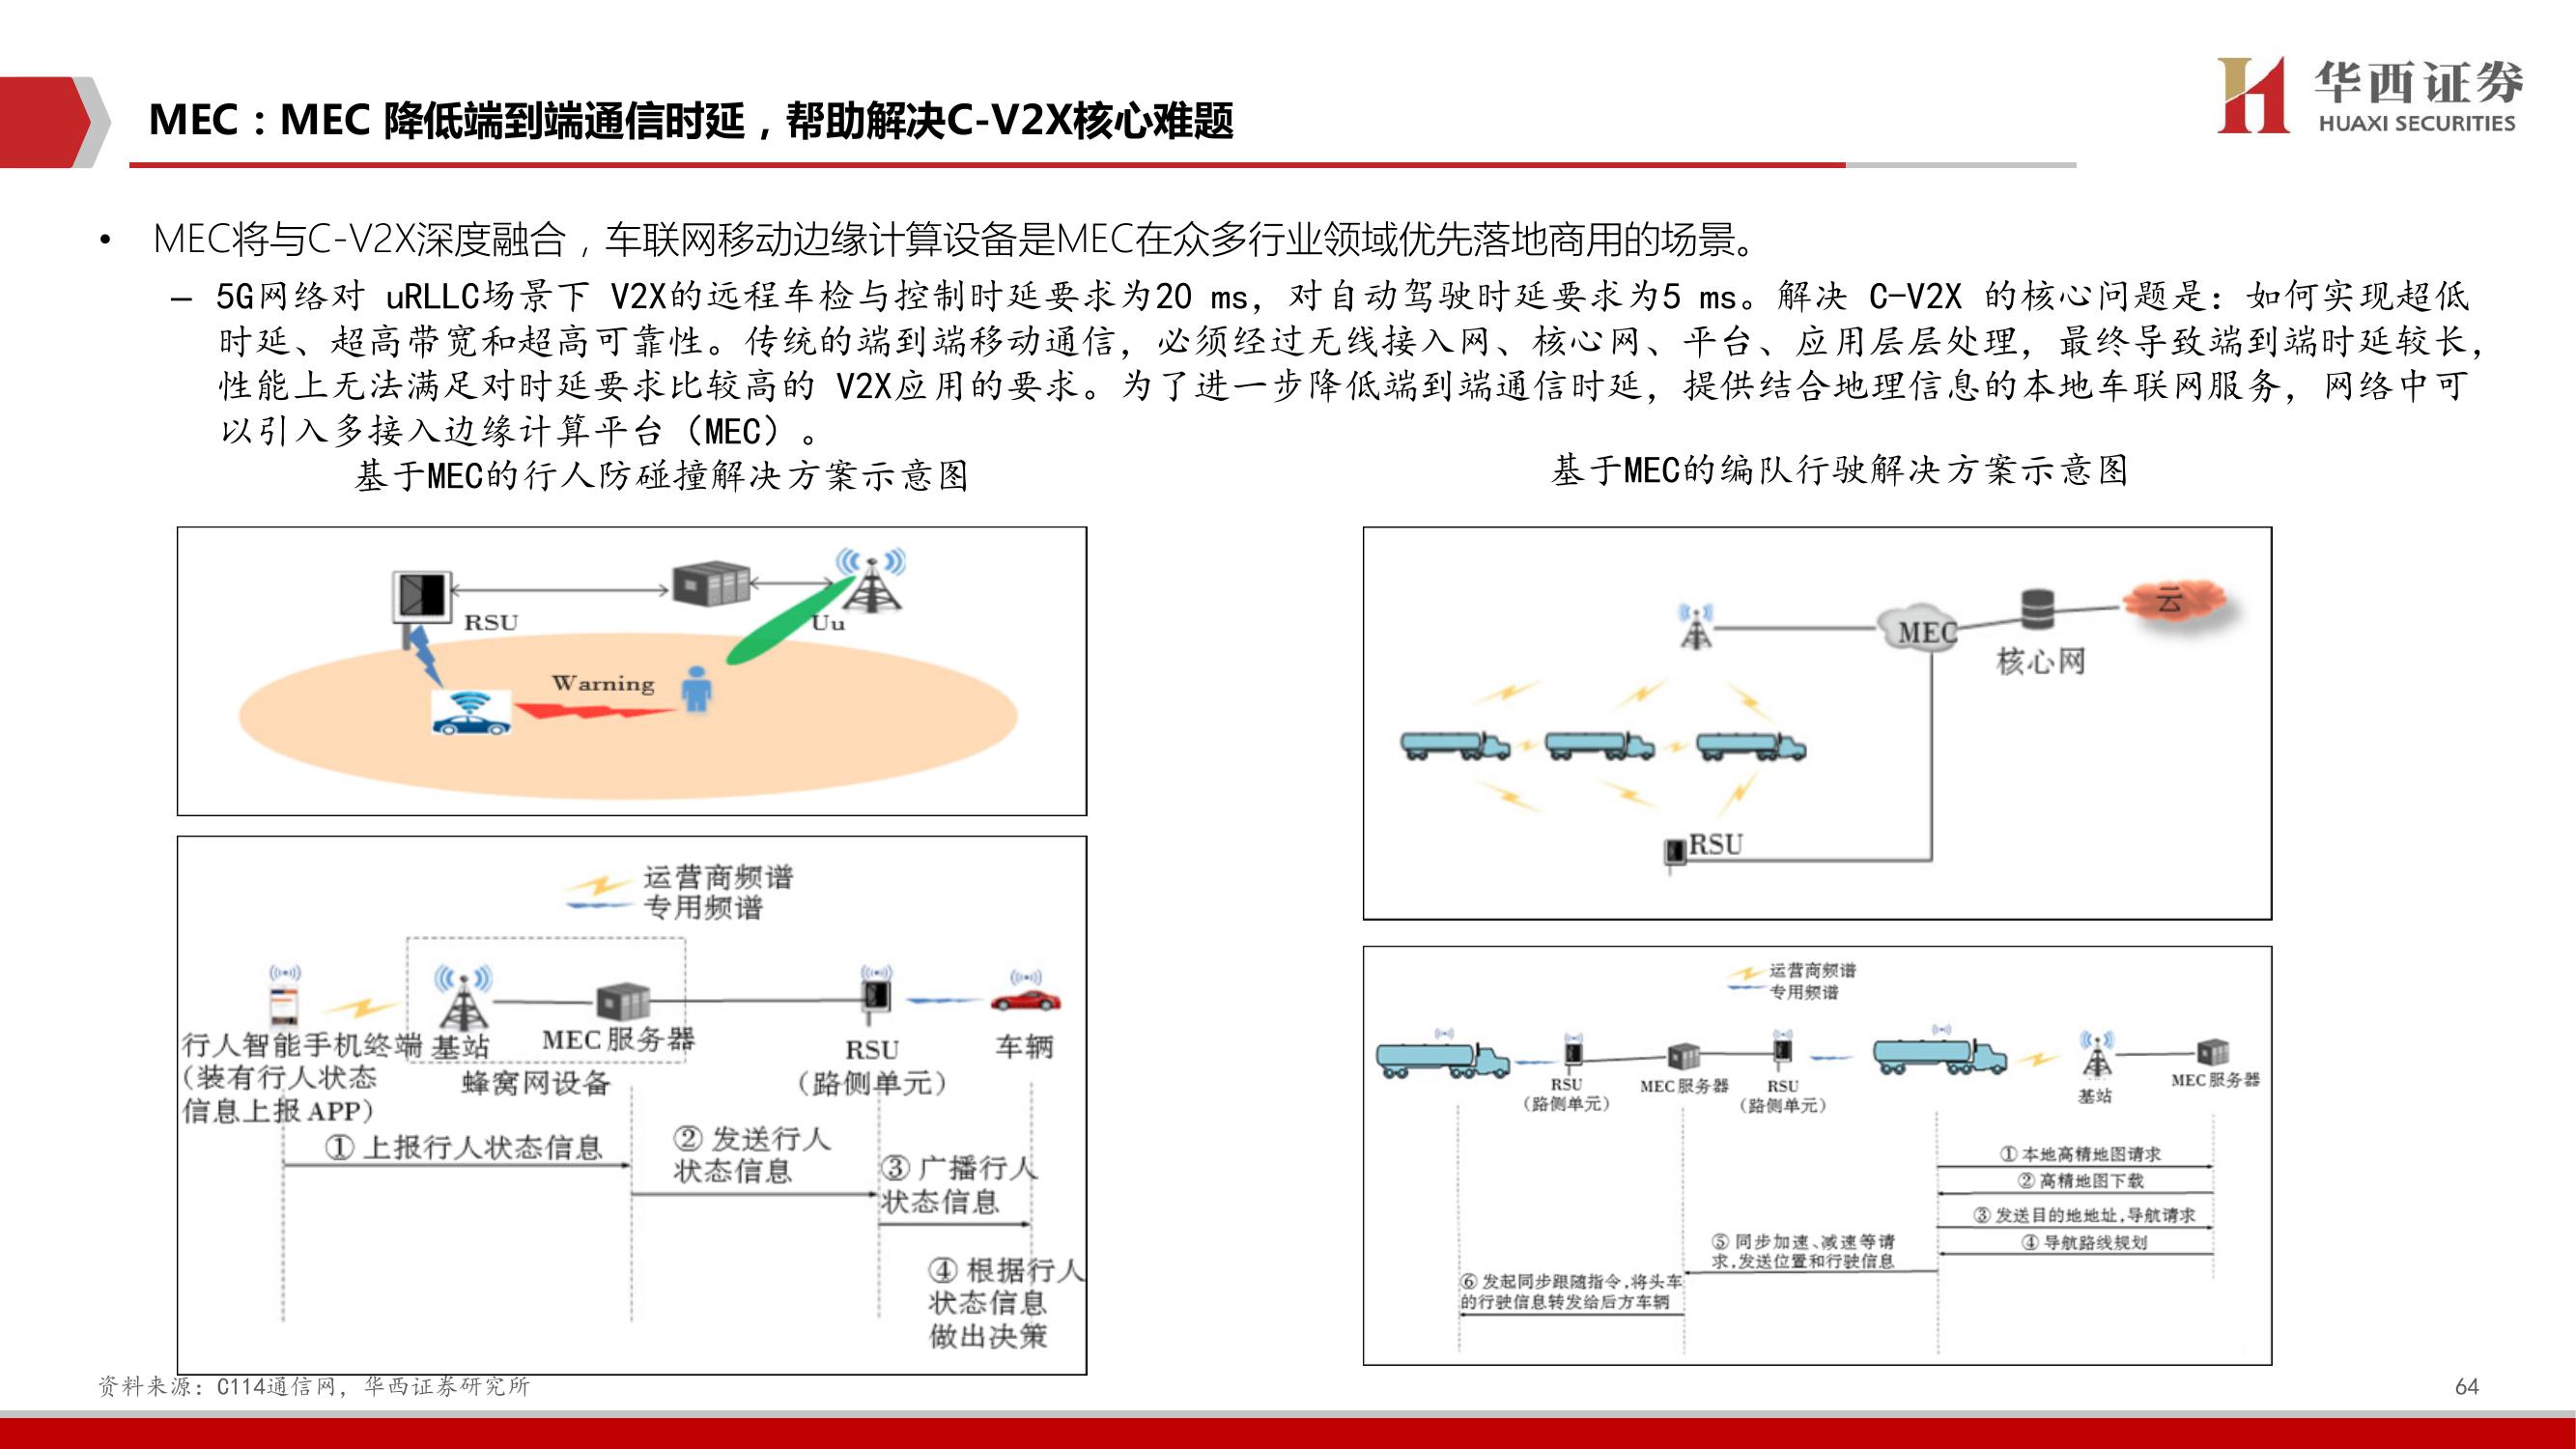 华西证券
HUAXI SECURITIES
MEC：MEC 降低端到端通信时延，帮助解决C-V2X核心难题
• MEC将与C-V2X深度融合，车联网移动边缘计算设备是MEC在众多行业领域优先落地商用的场景。
– 5G网络对 uRLLC场景下 V2X的远程车检与控制时延要求为20 ms，对自动驾驶时延要求为5 ms。解决 C-V2X 的核心问题是：如何实现超低
时延、超高带宽和超高可靠性。传统的端到端移动通信，必须经过无线接入网、核心网、平台、应用层层处理，最终导致端到端时延较长，
性能上无法满足对时延要求比较高的 V2X应用的要求。为了进一步降低端到端通信时延，提供结合地理信息的本地车联网服务，网络中可
以引入多接入边缘计算平台（MEC）。
基于MEC的行人防碰撞解决方案示意图
RSU
Uu
Warning
运营商频谱
专用频谱
行人智能手机终端
(装有行人状态
信息上报 APP)
基站
MEC 服务器
蜂窝网设备
RSU
(路侧单元)
车辆
① 上报行人状态信息
② 发送行人
状态信息
③ 广播行人
状态信息
④ 根据行人
状态信息
做出决策
基于MEC的编队行驶解决方案示意图
云
MEC
核心网
RSU
运营商频谱
专用频谱
RSU
(路侧单元)
MEC 服务器
RSU
(路侧单元)
基站
MEC 服务器
① 本地高精地图请求
② 高精地图下载
③ 发送目的地地址,导航请求
④ 导航路线规划
⑤ 同步加速、减速等请
求,发送位置和行驶信息
⑥ 发起同步跟随指令,将头车
的行驶信息转发给后方车辆
资料来源：C114通信网，华西证券研究所
64